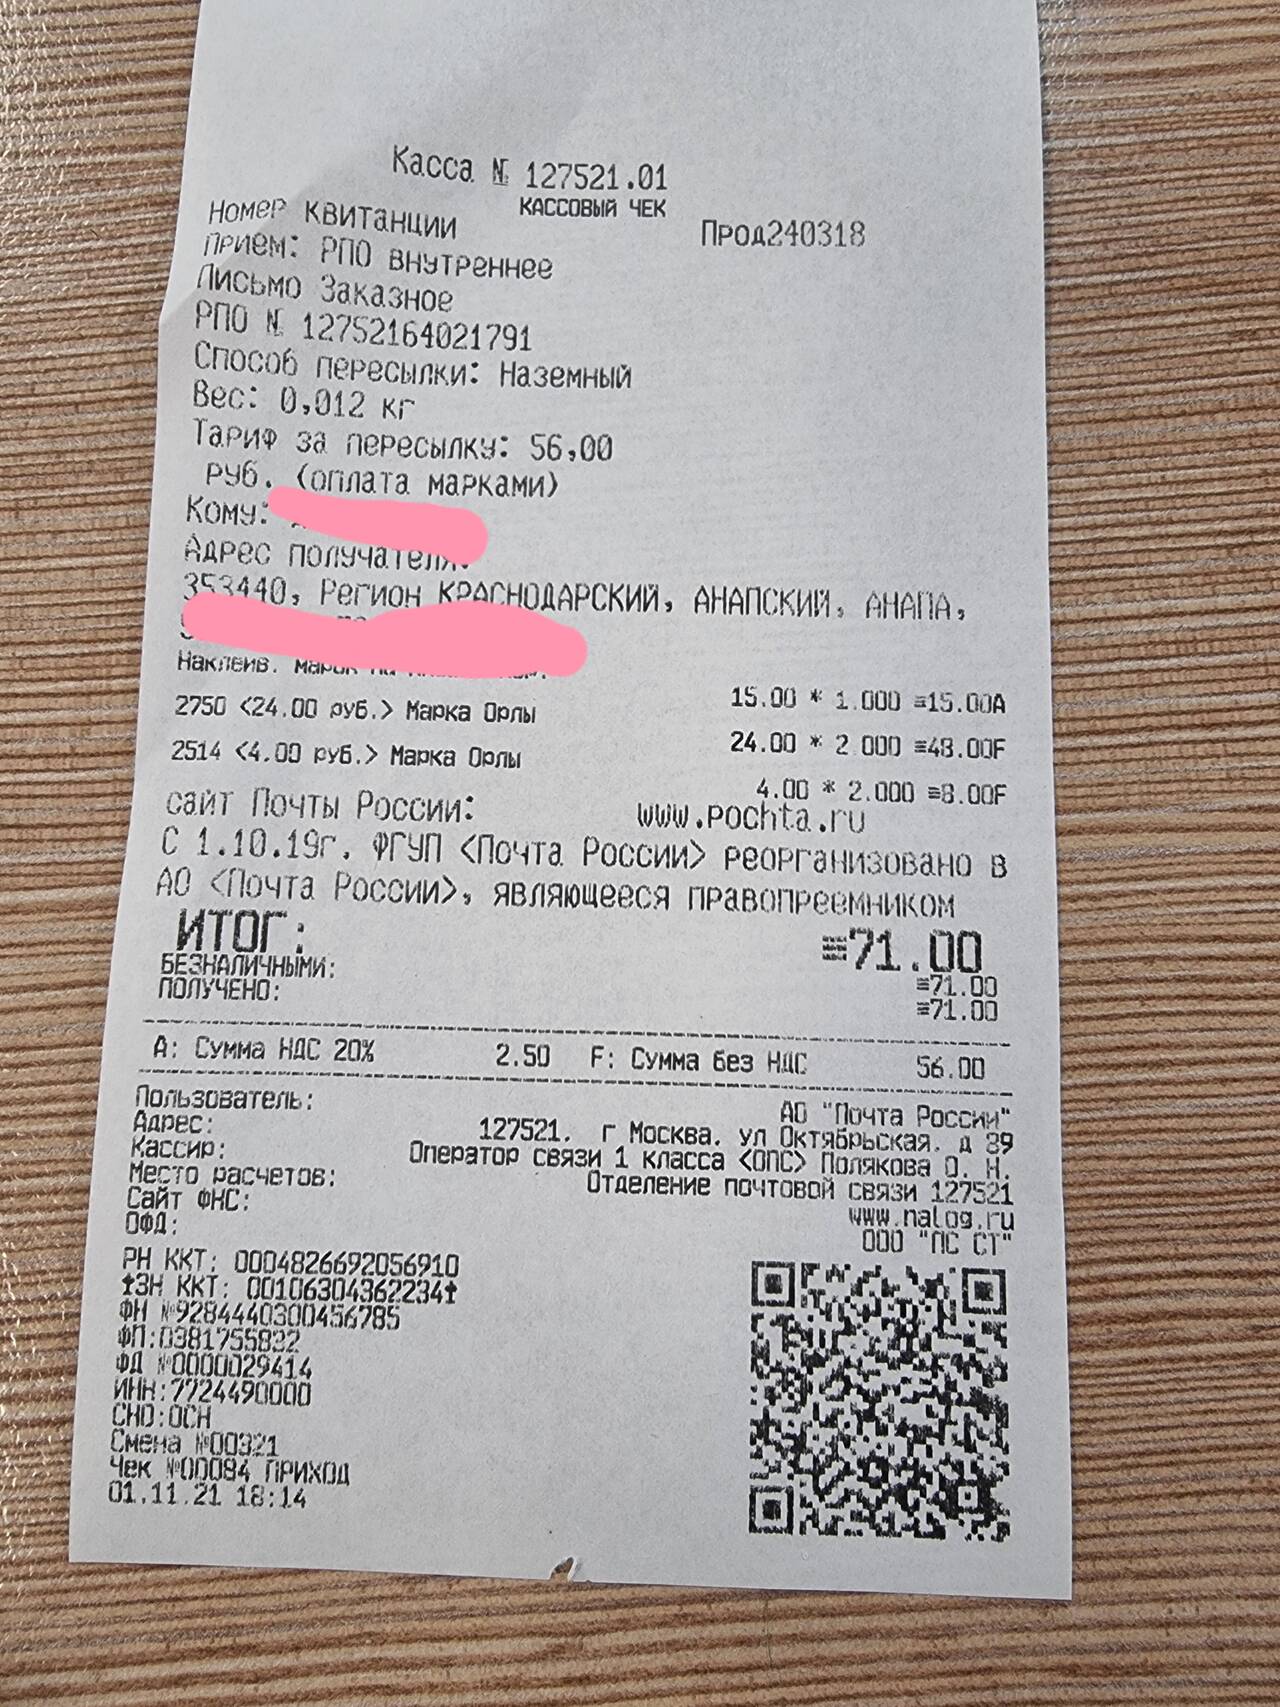 Касса № 127521.01
КАССОВЫЙ ЧЕК
Номер квитанции Прод240318
Прием: РПО внутреннее
Письмо Заказное
РПО № 12752164021791
Способ пересылки: Наземный
Вес: 0,012 кг
Тариф за пересылку: 56,00
руб. (оплата марками)
Кому:
Адрес получателя:
353440, Регион КРАСНОДАРСКИЙ, АНАПСКИЙ, АНАПА,
Наклеив. марок на
15.00 * 1.000 ≡15.00А
2750 <24.00 руб.> Марка Орлы
24.00 * 2.000 ≡48.00F
2514 <4.00 руб.> Марка Орлы
4.00 * 2.000 ≡8.00F
сайт Почты России: www.pochta.ru
С 1.10.19г. ФГУП <Почта России> реорганизовано в
АО <Почта России>, являющееся правопреемником
ИТОГ: ≡71.00
БЕЗНАЛИЧНЫМИ: ≡71.00
ПОЛУЧЕНО: ≡71.00
А: Сумма НДС 20% 2.50 F: Сумма без НДС 56.00
Пользователь: АО "Почта России"
Адрес: 127521, г Москва, ул Октябрьская, д 89
Кассир: Оператор связи 1 класса <ОПС> Полякова О. Н.
Место расчетов: Отделение почтовой связи 127521
Сайт ФНС: www.nalog.ru
ОФД: ООО "ПС СТ"
РН ККТ: 0004826692056910
ЗН ККТ: 00106304362234
ФН №9284440300456785
ФП:0381755822
ФД №0000029414
ИНН:7724490000
СНО:ОСН
Смена №00321
Чек №00084 ПРИХОД
01.11.21 18:14